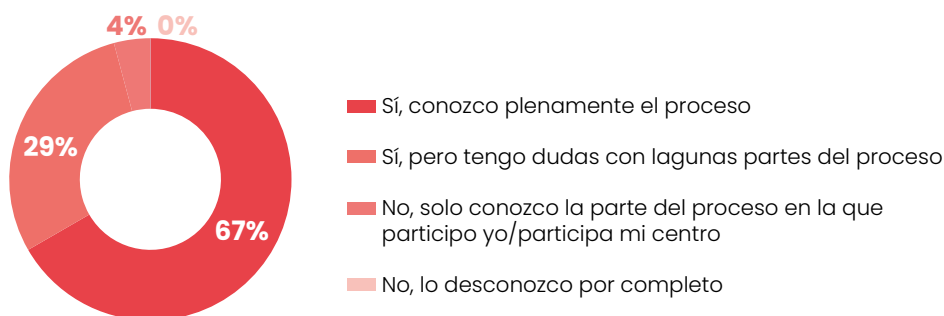 4% 0%
29%
67%
Sí, conozco plenamente el proceso
Sí, pero tengo dudas con lagunas partes del proceso
No, solo conozco la parte del proceso en la que
participo yo/participa mi centro
No, lo desconozco por completo